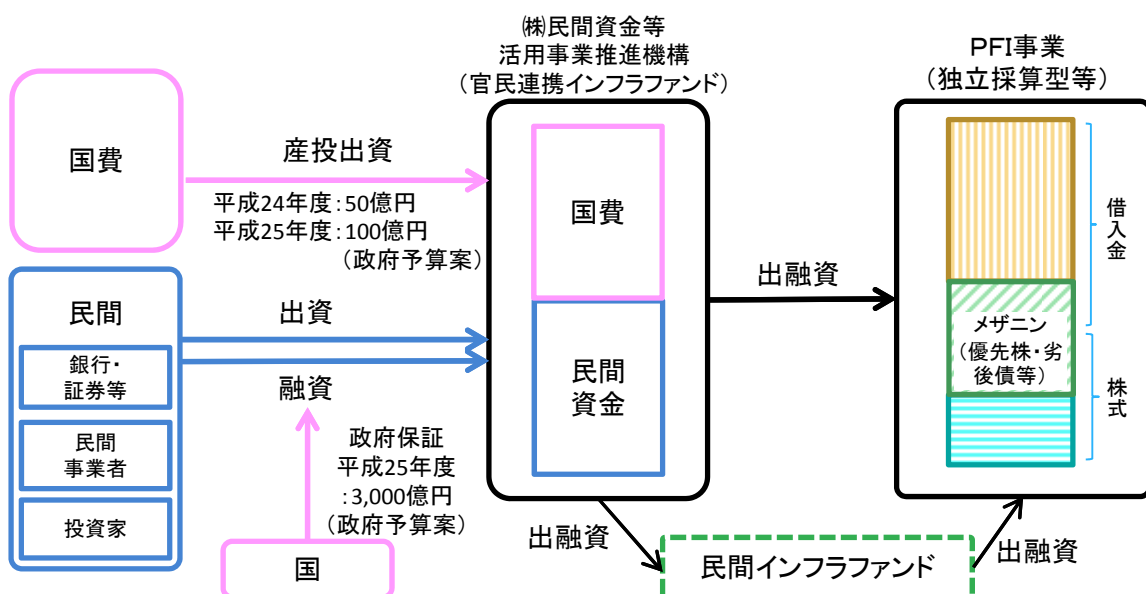 ㈱民間資金等
活用事業推進機構
(官民連携インフラファンド)
PFI事業
(独立採算型等)
国費
産投出資
平成24年度:50億円
平成25年度:100億円
(政府予算案)
国費
出融資
借入金
民間
銀行・
証券等
民間
事業者
投資家
出資
融資
政府保証
平成25年度
:3,000億円
(政府予算案)
国
民間
資金
メザニン
(優先株・劣
後債等)
株式
出融資
民間インフラファンド
出融資